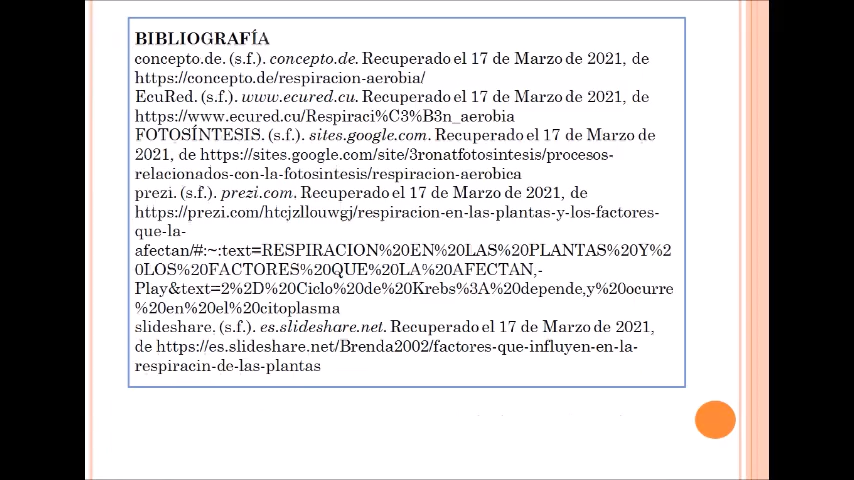 BIBLIOGRAFÍA
concepto.de. (s.f.). concepto.de. Recuperado el 17 de Marzo de 2021, de
https://concepto.de/respiracion-aerobia/
EcuRed. (s.f.). www.ecured.cu. Recuperado el 17 de Marzo de 2021, de
https://www.ecured.cu/Respiraci%C3%B3n_aerobia
FOTOSÍNTESIS. (s.f.). sites.google.com. Recuperado el 17 de Marzo de
2021, de https://sites.google.com/site/3ronatfotosintesis/procesos-
relacionados-con-la-fotosintesis/respiracion-aerobica
prezi. (s.f.). prezi.com. Recuperado el 17 de Marzo de 2021, de
https://prezi.com/htcjzllouwgj/respiracion-en-las-plantas-y-los-factores-
que-la-
afectan/#:~:text=RESPIRACION%20EN%20LAS%20PLANTAS%20Y%2
0LOS%20FACTORES%20QUE%20LA%20AFECTAN,-
Play&text=2%2D%20Ciclo%20de%20Krebs%3A%20depende,y%20ocurre
%20en%20el%20citoplasma
slideshare. (s.f.). es.slideshare.net. Recuperado el 17 de Marzo de 2021,
de https://es.slideshare.net/Brenda2002/factores-que-influyen-en-la-
respiracin-de-las-plantas